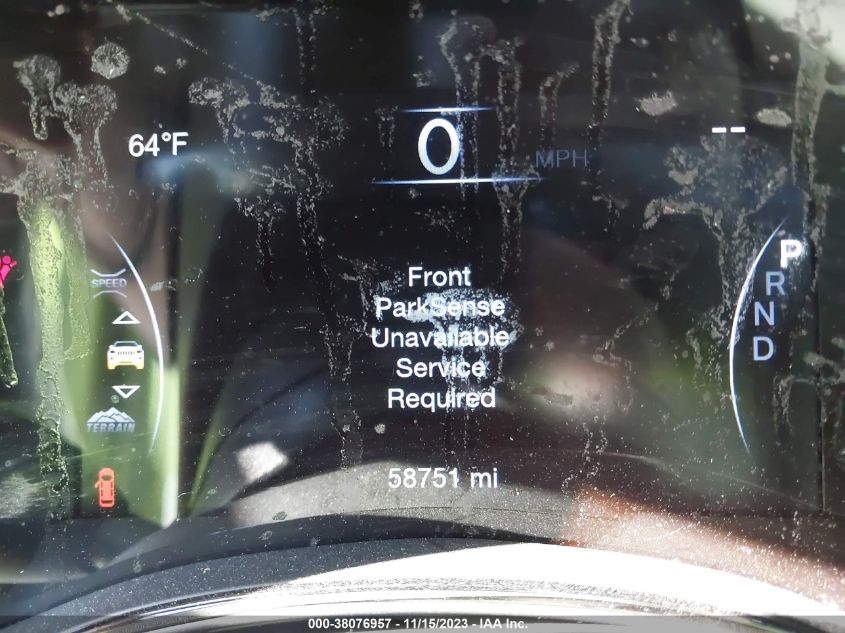 64°F
0
MPH
--
SPEED
P
R
N
D
Front
ParkSense
Unavailable
Service
Required
TERRAIN
58751 mi
000-38076957 - 11/15/2023 - IAA Inc.